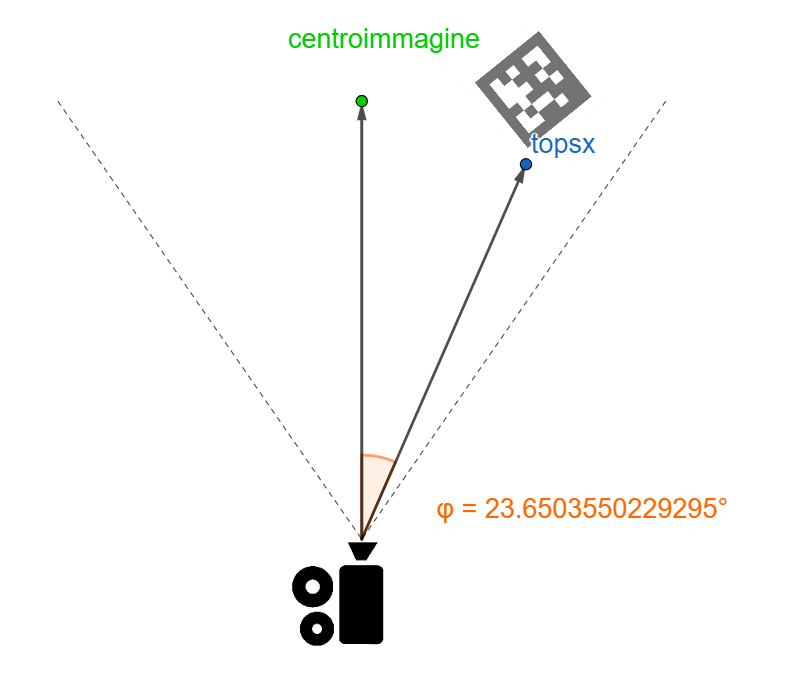 centroimmagine
topsx
φ = 23.6503550229295°